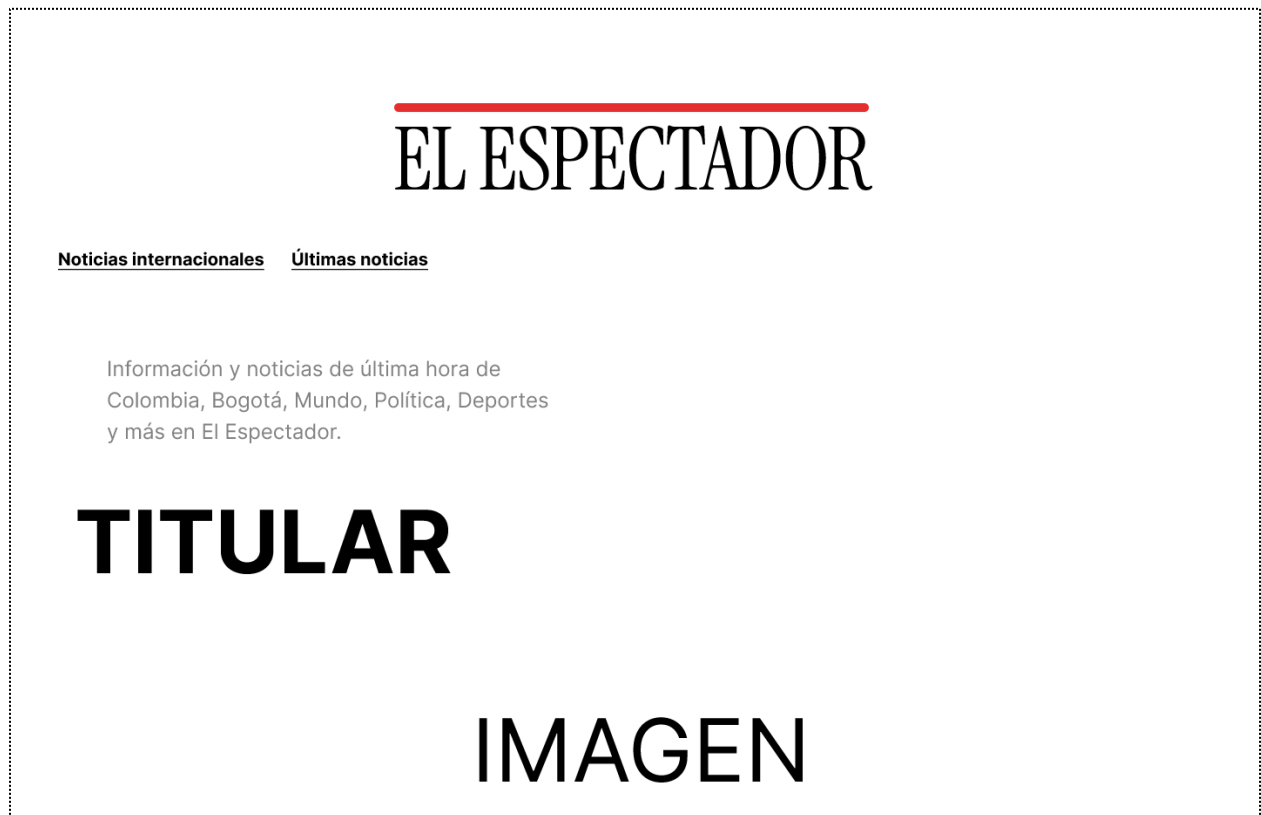 EL ESPECTADOR
Noticias internacionales Últimas noticias
Información y noticias de última hora de
Colombia, Bogotá, Mundo, Política, Deportes
y más en El Espectador.
TITULAR
IMAGEN